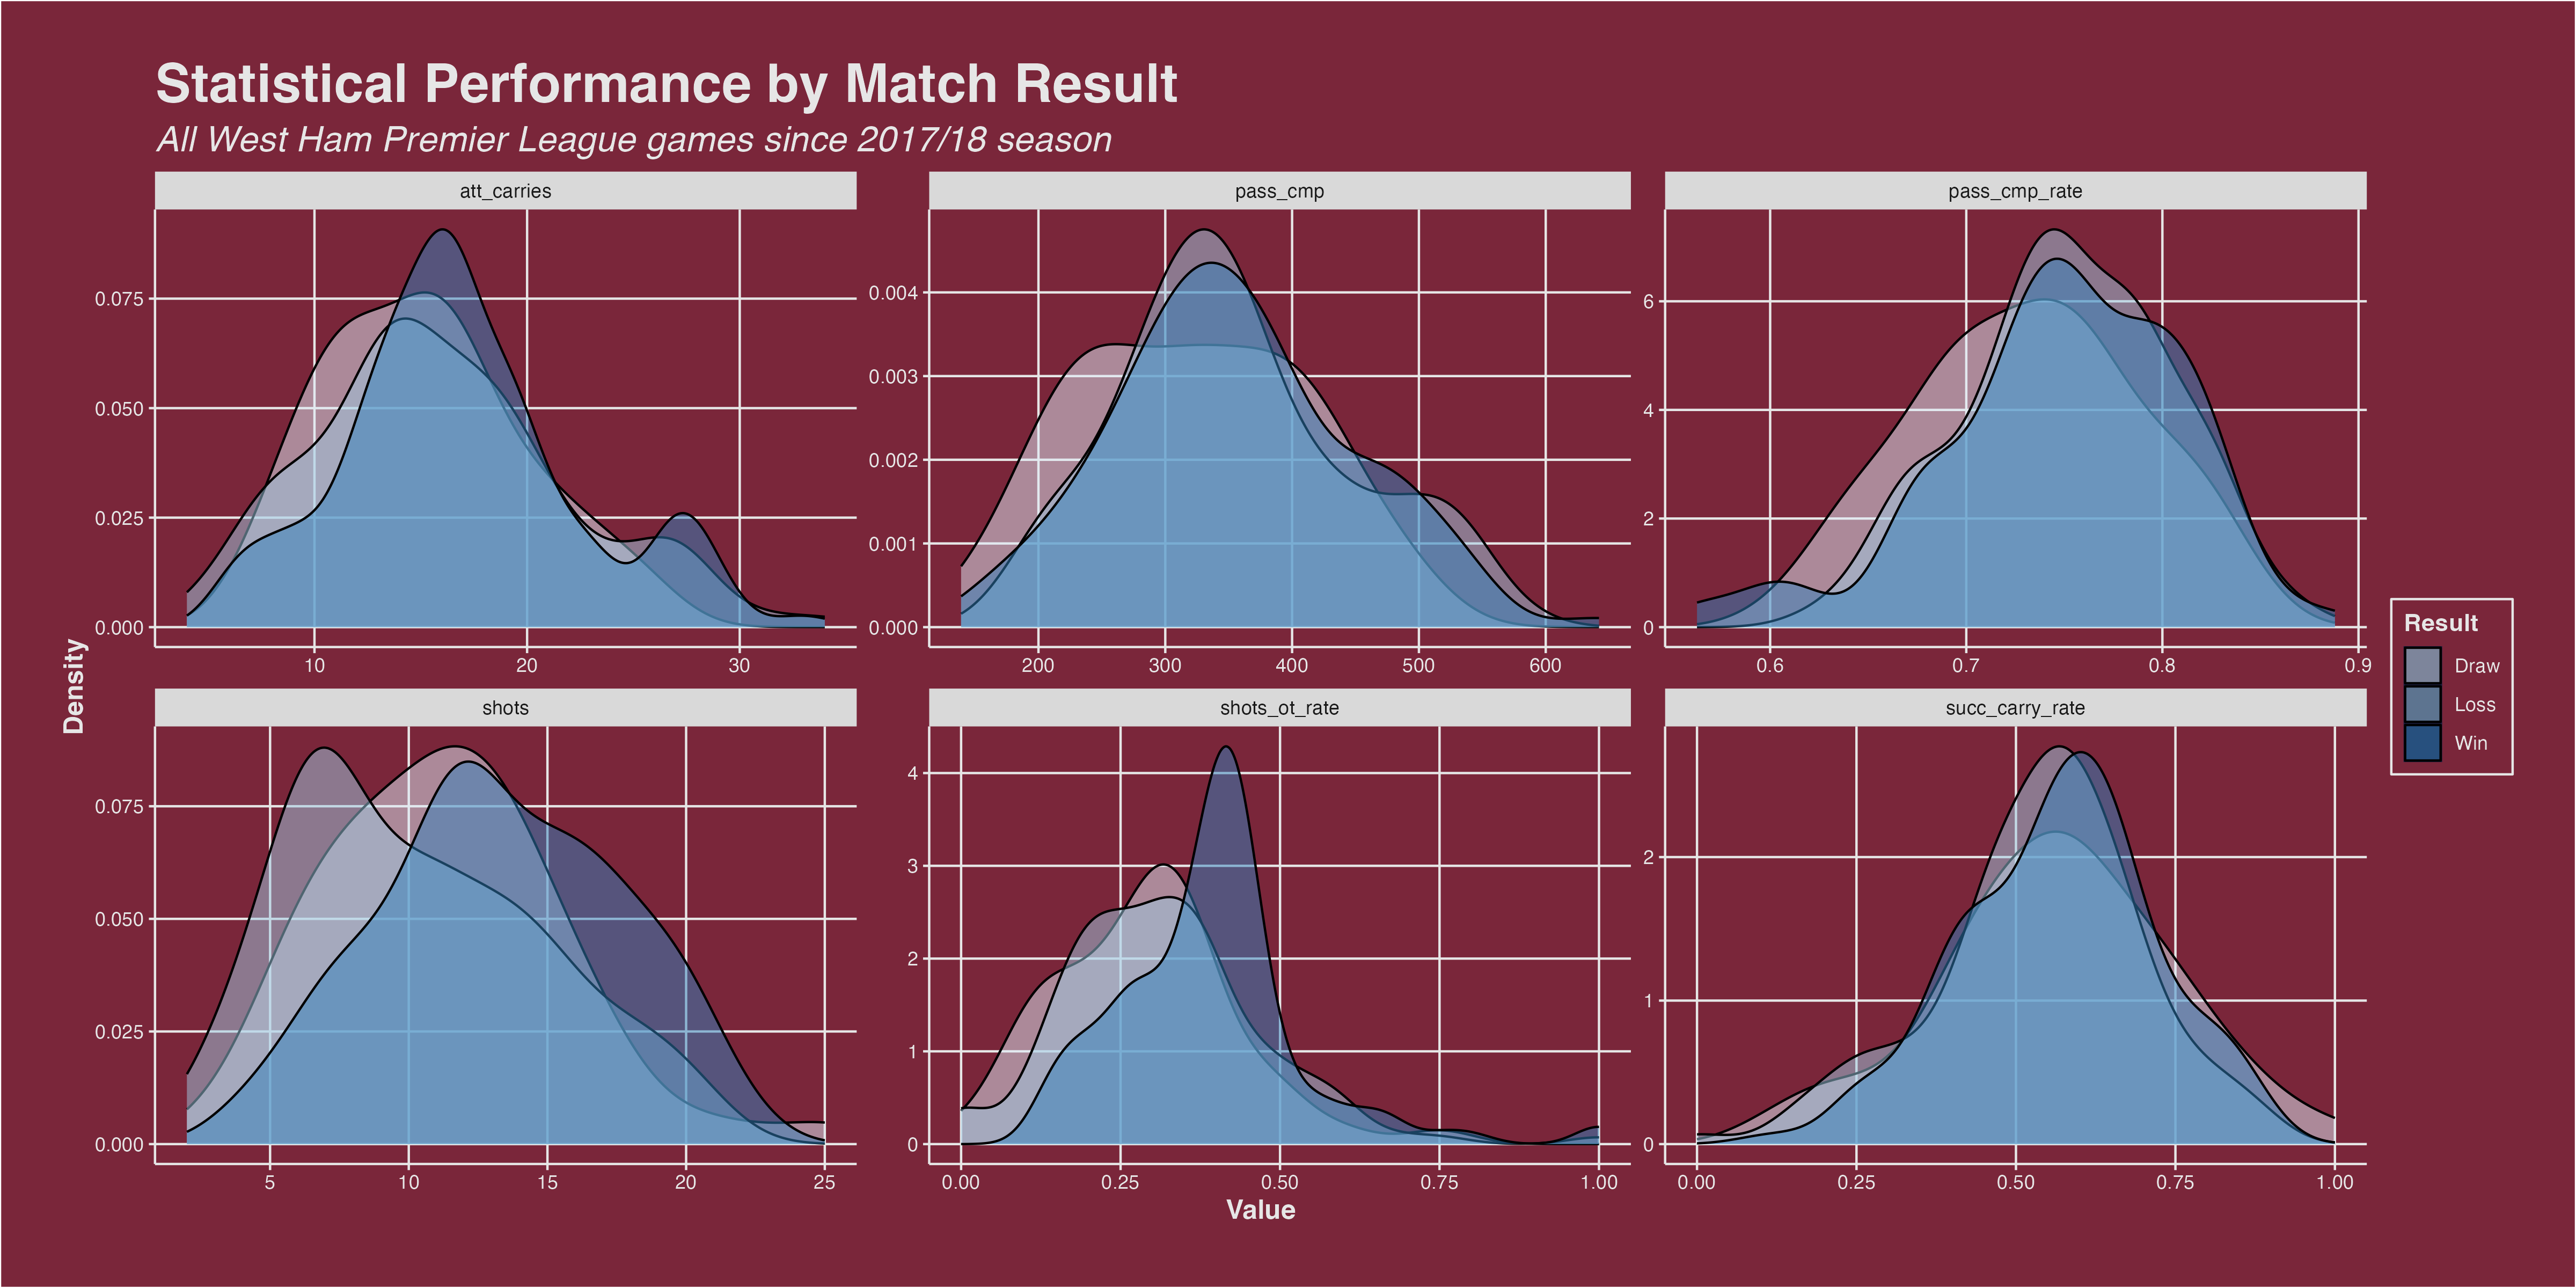 Statistical Performance by Match Result
All West Ham Premier League games since 2017/18 season
att_carries
pass_cmp
pass_cmp_rate
0.075
0.050
0.025
0.000
10 20 30
0.004
0.003
0.002
0.001
0.000
200 300 400 500 600
6
4
2
0
0.6 0.7 0.8 0.9
Density
shots
shots_ot_rate
succ_carry_rate
0.075
0.050
0.025
0.000
5 10 15 20 25
4
3
2
1
0
0.00 0.25 0.50 0.75 1.00
2
1
0
0.00 0.25 0.50 0.75 1.00
Value
Result
Draw
Loss
Win